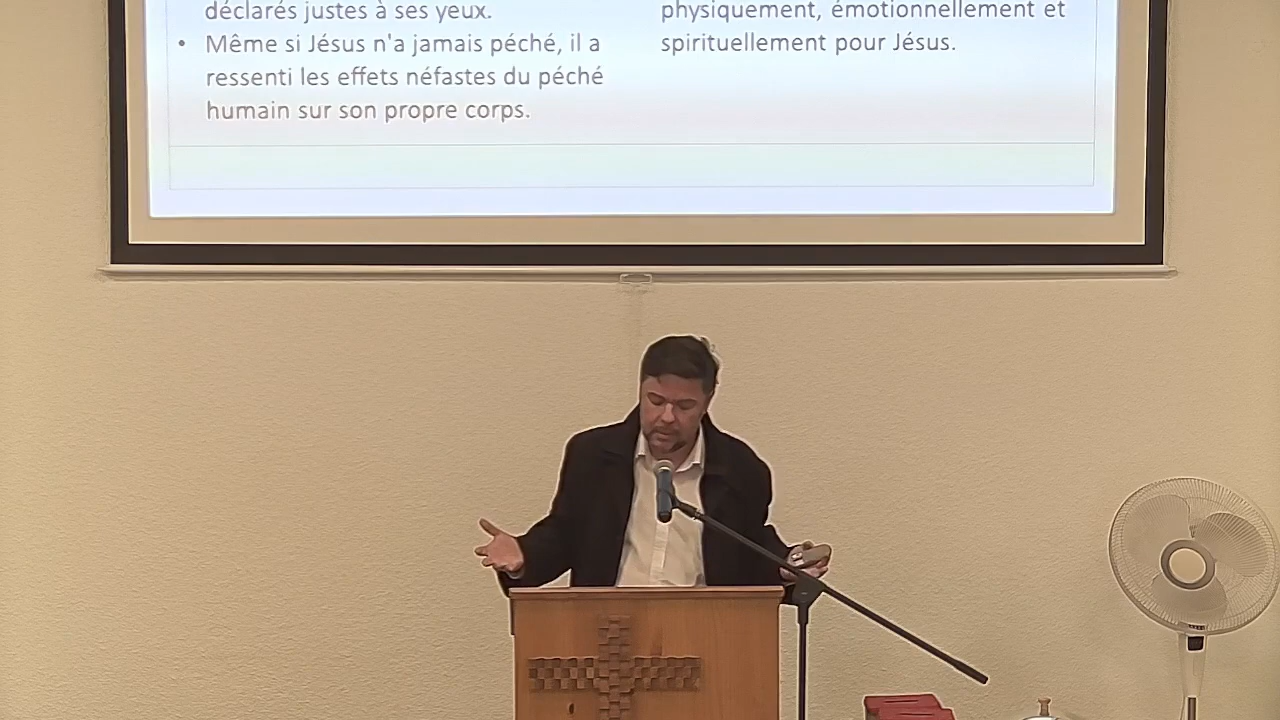 déclarés justes à ses yeux.
• Même si Jésus n'a jamais péché, il a
ressenti les effets néfastes du péché
humain sur son propre corps.
physiquement, émotionnellement et
spirituellement pour Jésus.